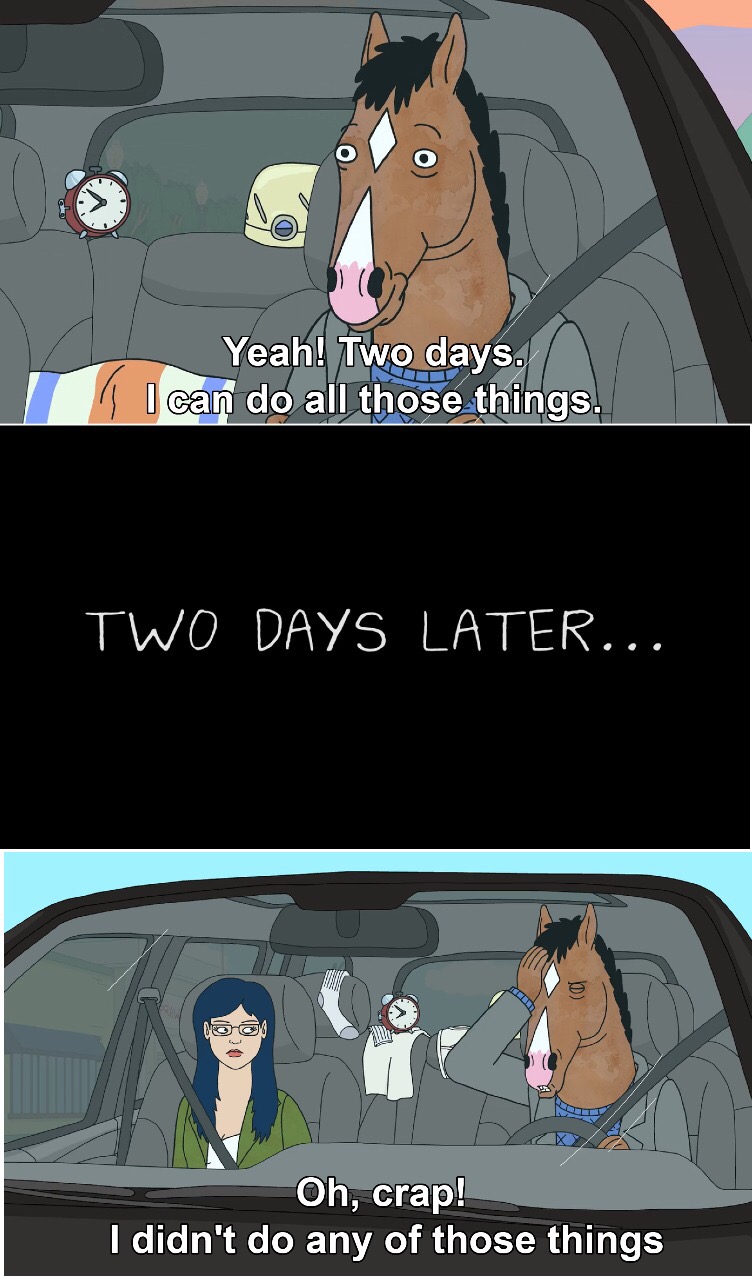 Yeah! Two days.
I can do all those things.
TWO DAYS LATER...
Oh, crap!
I didn't do any of those things